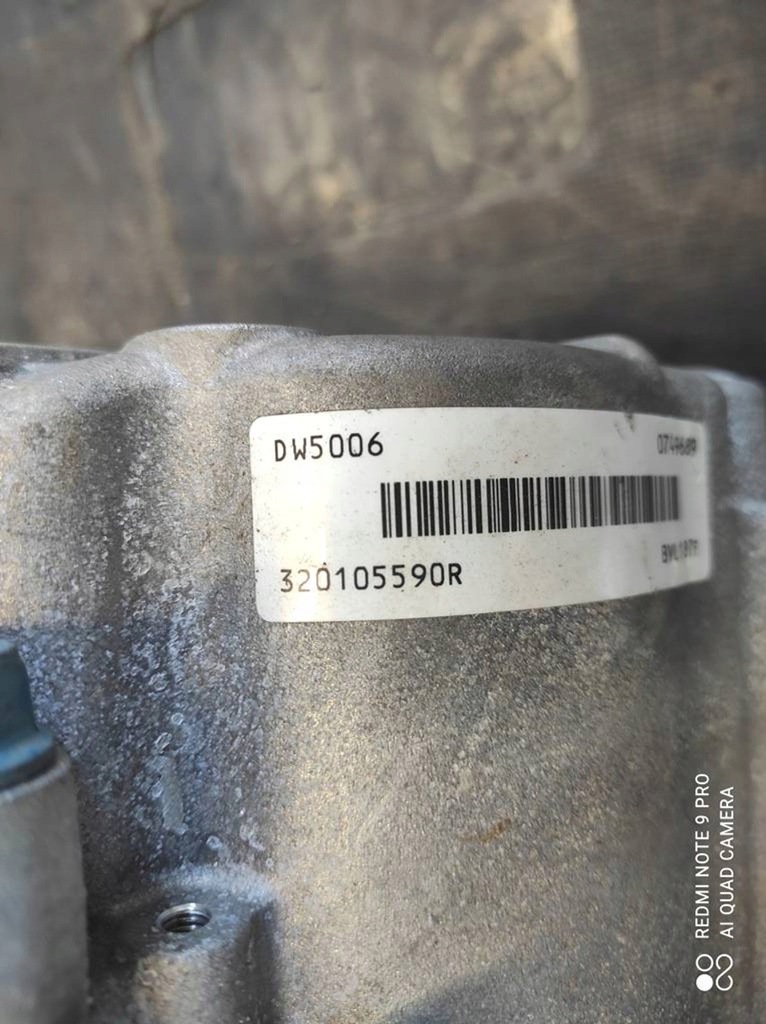 DW5006
320105590R
REDMI NOTE 9 PRO
AI QUAD CAMERA